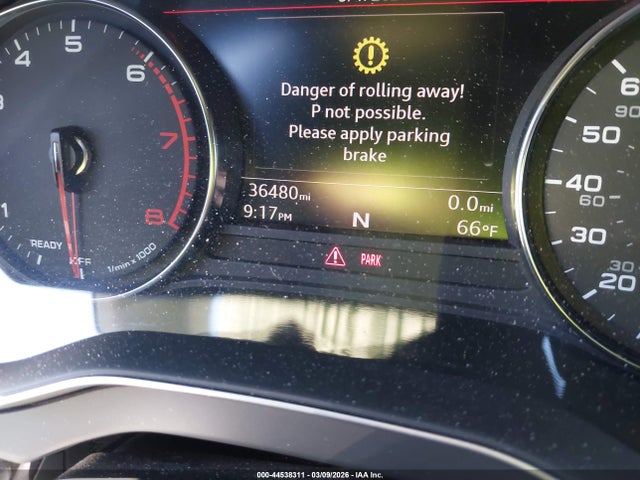 Danger of rolling away!
P not possible.
Please apply parking
brake
36480mi
0.0mi
9:17PM
N
66°F
PARK
1
4
5
6
7
8
READY
OFF
1/min x 1000
90
50
40
60
30
30
20
000-44538311 - 03/09/2026 - IAA Inc.